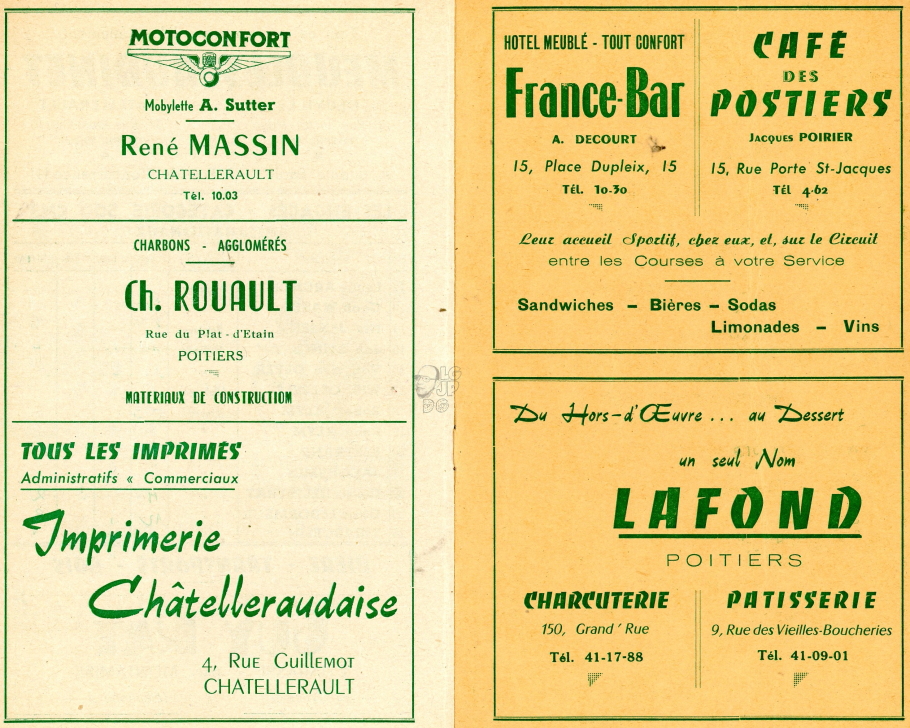 MOTOCONFORT
Mobylette A. Sutter
René MASSIN
CHATELLERAULT
Tél. 10.03
CHARBONS - AGGLOMÉRÉS
Ch. ROUAULT
Rue du Plat-d'Etain
POITIERS
MATERIAUX DE CONSTRUCTION
TOUS LES IMPRIMÉS
Administratifs « Commerciaux
Imprimerie
Châtelleraudaise
4, Rue Guillemot
CHATELLERAULT
HOTEL MEUBLÉ - TOUT CONFORT
France-Bar
A. DECOURT
15, Place Dupleix, 15
Tél. 10-30
CAFÉ
DES
POSTIERS
Jacques POIRIER
15, Rue Porte St-Jacques
Tél 4-62
Leur accueil Sportif, chez eux, et, sur le Circuit
entre les Courses à votre Service
Sandwiches - Bières - Sodas
Limonades - Vins
Du Hors-d'Œuvre ... au Dessert
un seul Nom
LAFOND
POITIERS
CHARCUTERIE
150, Grand' Rue
Tél. 41-17-88
PATISSERIE
9, Rue des Vieilles-Boucheries
Tél. 41-09-01
LG
JP
DG